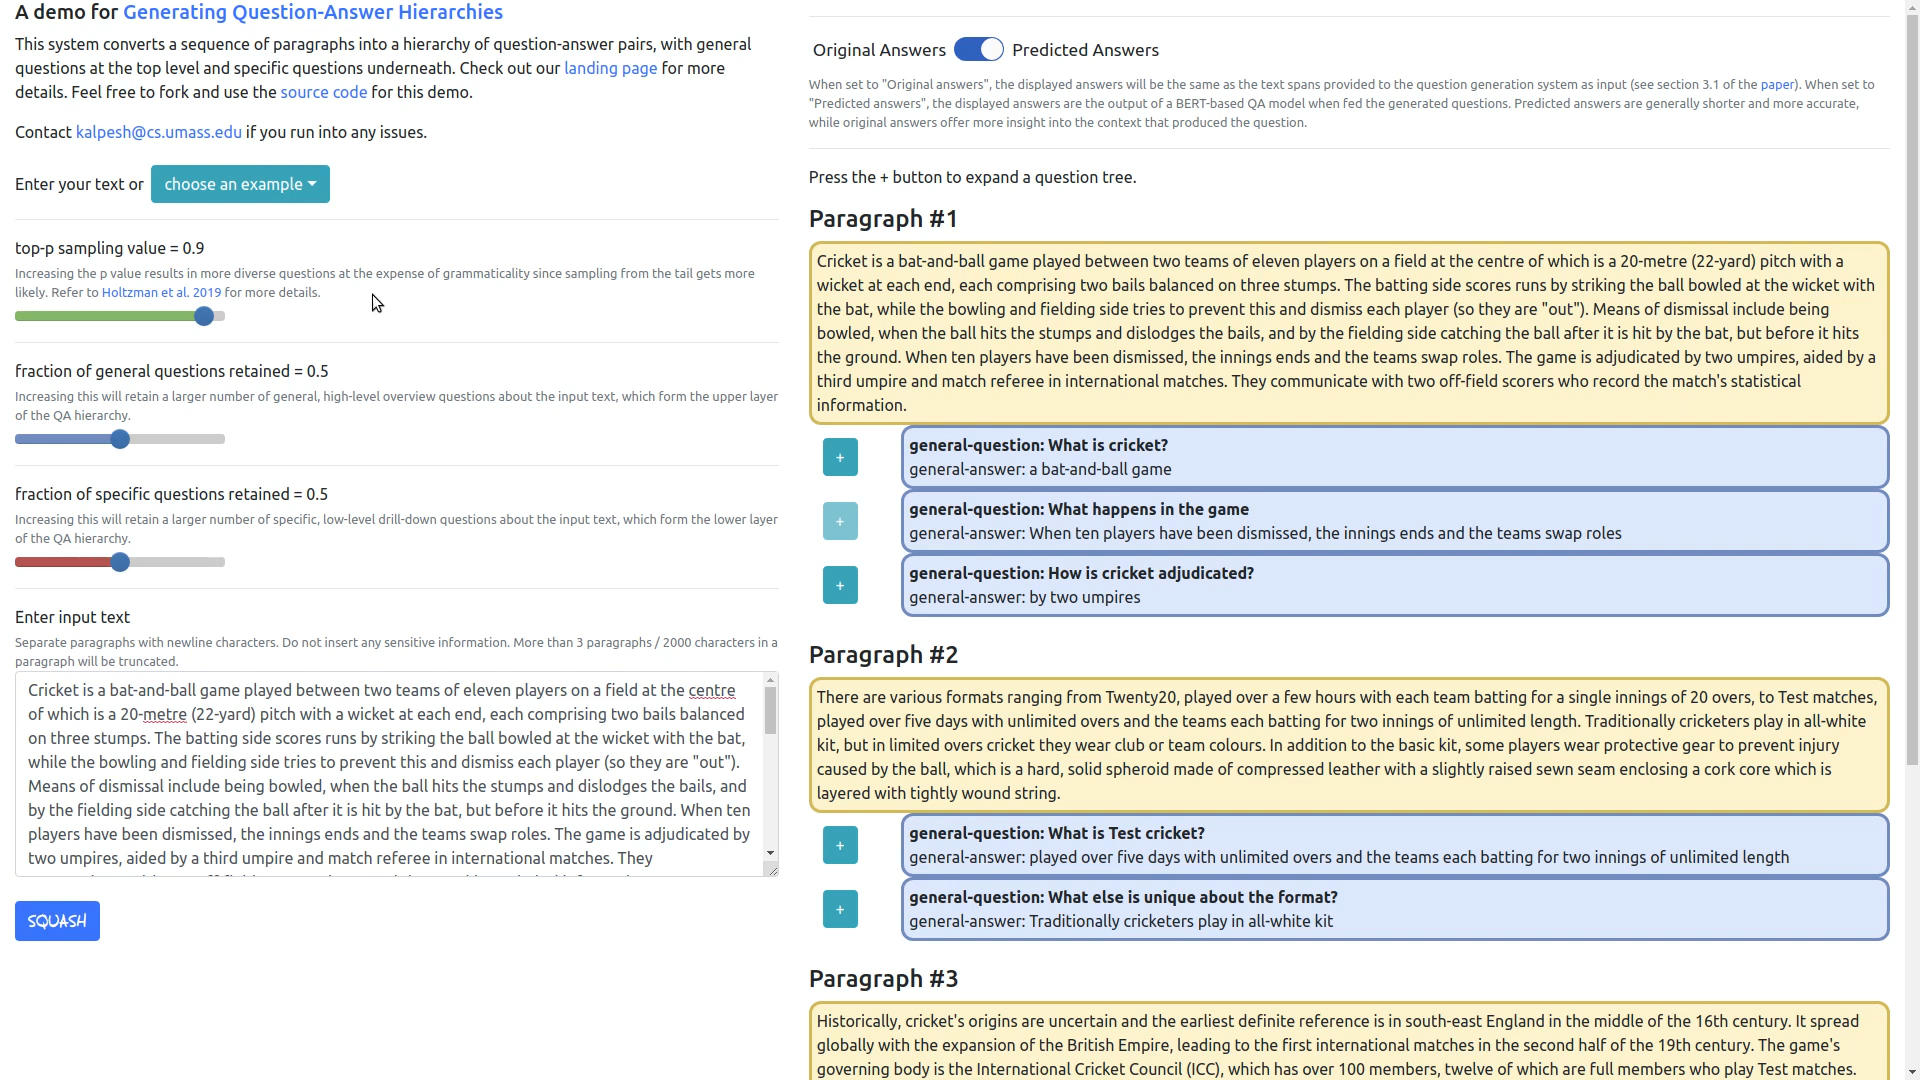 A demo for Generating Question-Answer Hierarchies
This system converts a sequence of paragraphs into a hierarchy of question-answer pairs, with general
questions at the top level and specific questions underneath. Check out our landing page for more
details. Feel free to fork and use the source code for this demo.
Contact kalpesh@cs.umass.edu if you run into any issues.
Enter your text or choose an example
top-p sampling value = 0.9
Increasing the p value results in more diverse questions at the expense of grammaticality since sampling from the tail gets more
likely. Refer to Holtzman et al. 2019 for more details.
fraction of general questions retained = 0.5
Increasing this will retain a larger number of general, high-level overview questions about the input text, which form the upper layer
of the QA hierarchy.
fraction of specific questions retained = 0.5
Increasing this will retain a larger number of specific, low-level drill-down questions about the input text, which form the lower layer
of the QA hierarchy.
Enter input text
Separate paragraphs with newline characters. Do not insert any sensitive information. More than 3 paragraphs / 2000 characters in a
paragraph will be truncated.
Cricket is a bat-and-ball game played between two teams of eleven players on a field at the centre
of which is a 20-metre (22-yard) pitch with a wicket at each end, each comprising two bails balanced
on three stumps. The batting side scores runs by striking the ball bowled at the wicket with the bat,
while the bowling and fielding side tries to prevent this and dismiss each player (so they are "out").
Means of dismissal include being bowled, when the ball hits the stumps and dislodges the bails, and
by the fielding side catching the ball after it is hit by the bat, but before it hits the ground. When ten
players have been dismissed, the innings ends and the teams swap roles. The game is adjudicated by
two umpires, aided by a third umpire and match referee in international matches. They
SQUASH
Original Answers Predicted Answers
When set to "Original answers", the displayed answers will be the same as the text spans provided to the question generation system as input (see section 3.1 of the paper). When set to
"Predicted answers", the displayed answers are the output of a BERT-based QA model when fed the generated questions. Predicted answers are generally shorter and more accurate,
while original answers offer more insight into the context that produced the question.
Press the + button to expand a question tree.
Paragraph #1
Cricket is a bat-and-ball game played between two teams of eleven players on a field at the centre of which is a 20-metre (22-yard) pitch with a
wicket at each end, each comprising two bails balanced on three stumps. The batting side scores runs by striking the ball bowled at the wicket with
the bat, while the bowling and fielding side tries to prevent this and dismiss each player (so they are "out"). Means of dismissal include being
bowled, when the ball hits the stumps and dislodges the bails, and by the fielding side catching the ball after it is hit by the bat, but before it hits
the ground. When ten players have been dismissed, the innings ends and the teams swap roles. The game is adjudicated by two umpires, aided by a
third umpire and match referee in international matches. They communicate with two off-field scorers who record the match's statistical
information.
+
general-question: What is cricket?
general-answer: a bat-and-ball game
+
general-question: What happens in the game
general-answer: When ten players have been dismissed, the innings ends and the teams swap roles
+
general-question: How is cricket adjudicated?
general-answer: by two umpires
Paragraph #2
There are various formats ranging from Twenty20, played over a few hours with each team batting for a single innings of 20 overs, to Test matches,
played over five days with unlimited overs and the teams each batting for two innings of unlimited length. Traditionally cricketers play in all-white
kit, but in limited overs cricket they wear club or team colours. In addition to the basic kit, some players wear protective gear to prevent injury
caused by the ball, which is a hard, solid spheroid made of compressed leather with a slightly raised sewn seam enclosing a cork core which is
layered with tightly wound string.
+
general-question: What is Test cricket?
general-answer: played over five days with unlimited overs and the teams each batting for two innings of unlimited length
+
general-question: What else is unique about the format?
general-answer: Traditionally cricketers play in all-white kit
Paragraph #3
Historically, cricket's origins are uncertain and the earliest definite reference is in south-east England in the middle of the 16th century. It spread
globally with the expansion of the British Empire, leading to the first international matches in the second half of the 19th century. The game's
governing body is the International Cricket Council (ICC), which has over 100 members, twelve of which are full members who play Test matches.